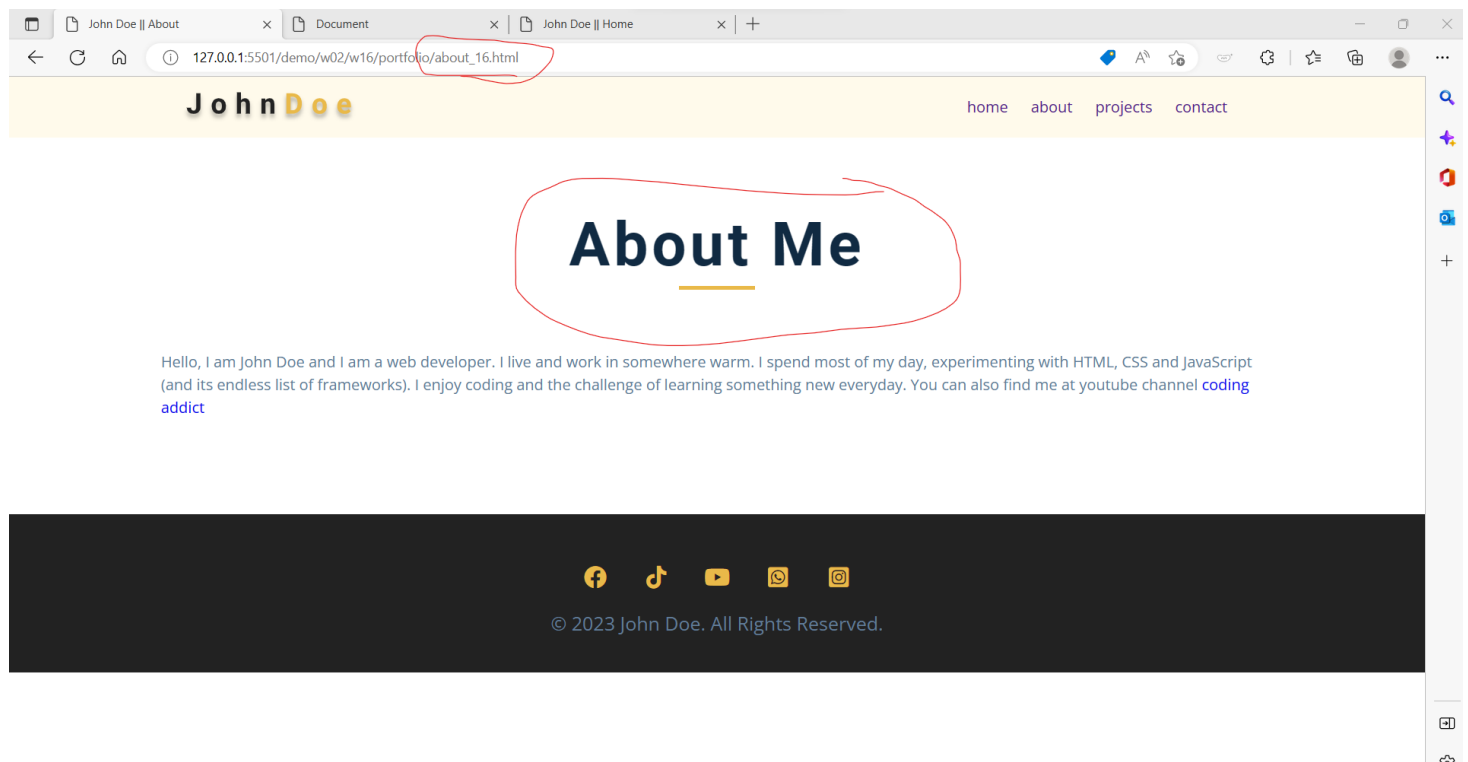 John Doe || About
Document
John Doe || Home
127.0.0.1:5501/demo/w02/w16/portfolio/about_16.html
JohnDoe
home about projects contact
About Me
Hello, I am John Doe and I am a web developer. I live and work in somewhere warm. I spend most of my day, experimenting with HTML, CSS and JavaScript
(and its endless list of frameworks). I enjoy coding and the challenge of learning something new everyday. You can also find me at youtube channel coding
addict
© 2023 John Doe. All Rights Reserved.